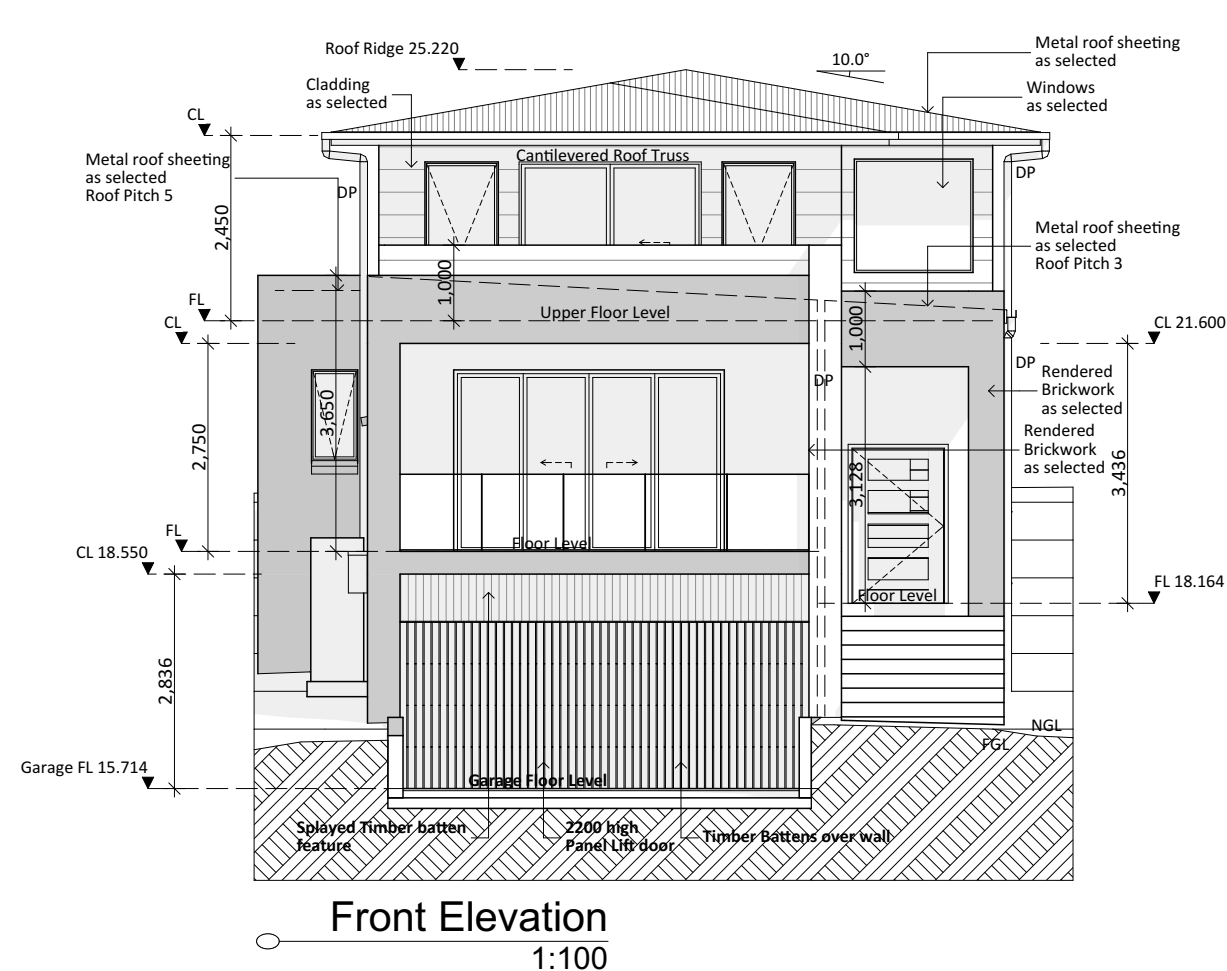 Roof Ridge 25.220
10.0°
Metal roof sheeting
as selected
Cladding
as selected
Windows
as selected
CL
Cantilevered Roof Truss
Metal roof sheeting
as selected
Roof Pitch 5
DP
DP
2,450
Metal roof sheeting
as selected
Roof Pitch 3
1,000
FL
Upper Floor Level
CL
CL 21.600
1,000
DP
DP
Rendered
Brickwork
as selected
3,650
2,750
Rendered
Brickwork
as selected
3,128
3,436
FL
Floor Level
CL 18.550
FL 18.164
Floor Level
2,836
NGL
FGL
Garage FL 15.714
Garage Floor Level
Splayed Timber batten
feature
2200 high
Panel Lift door
Timber Battens over wall
Front Elevation
1:100